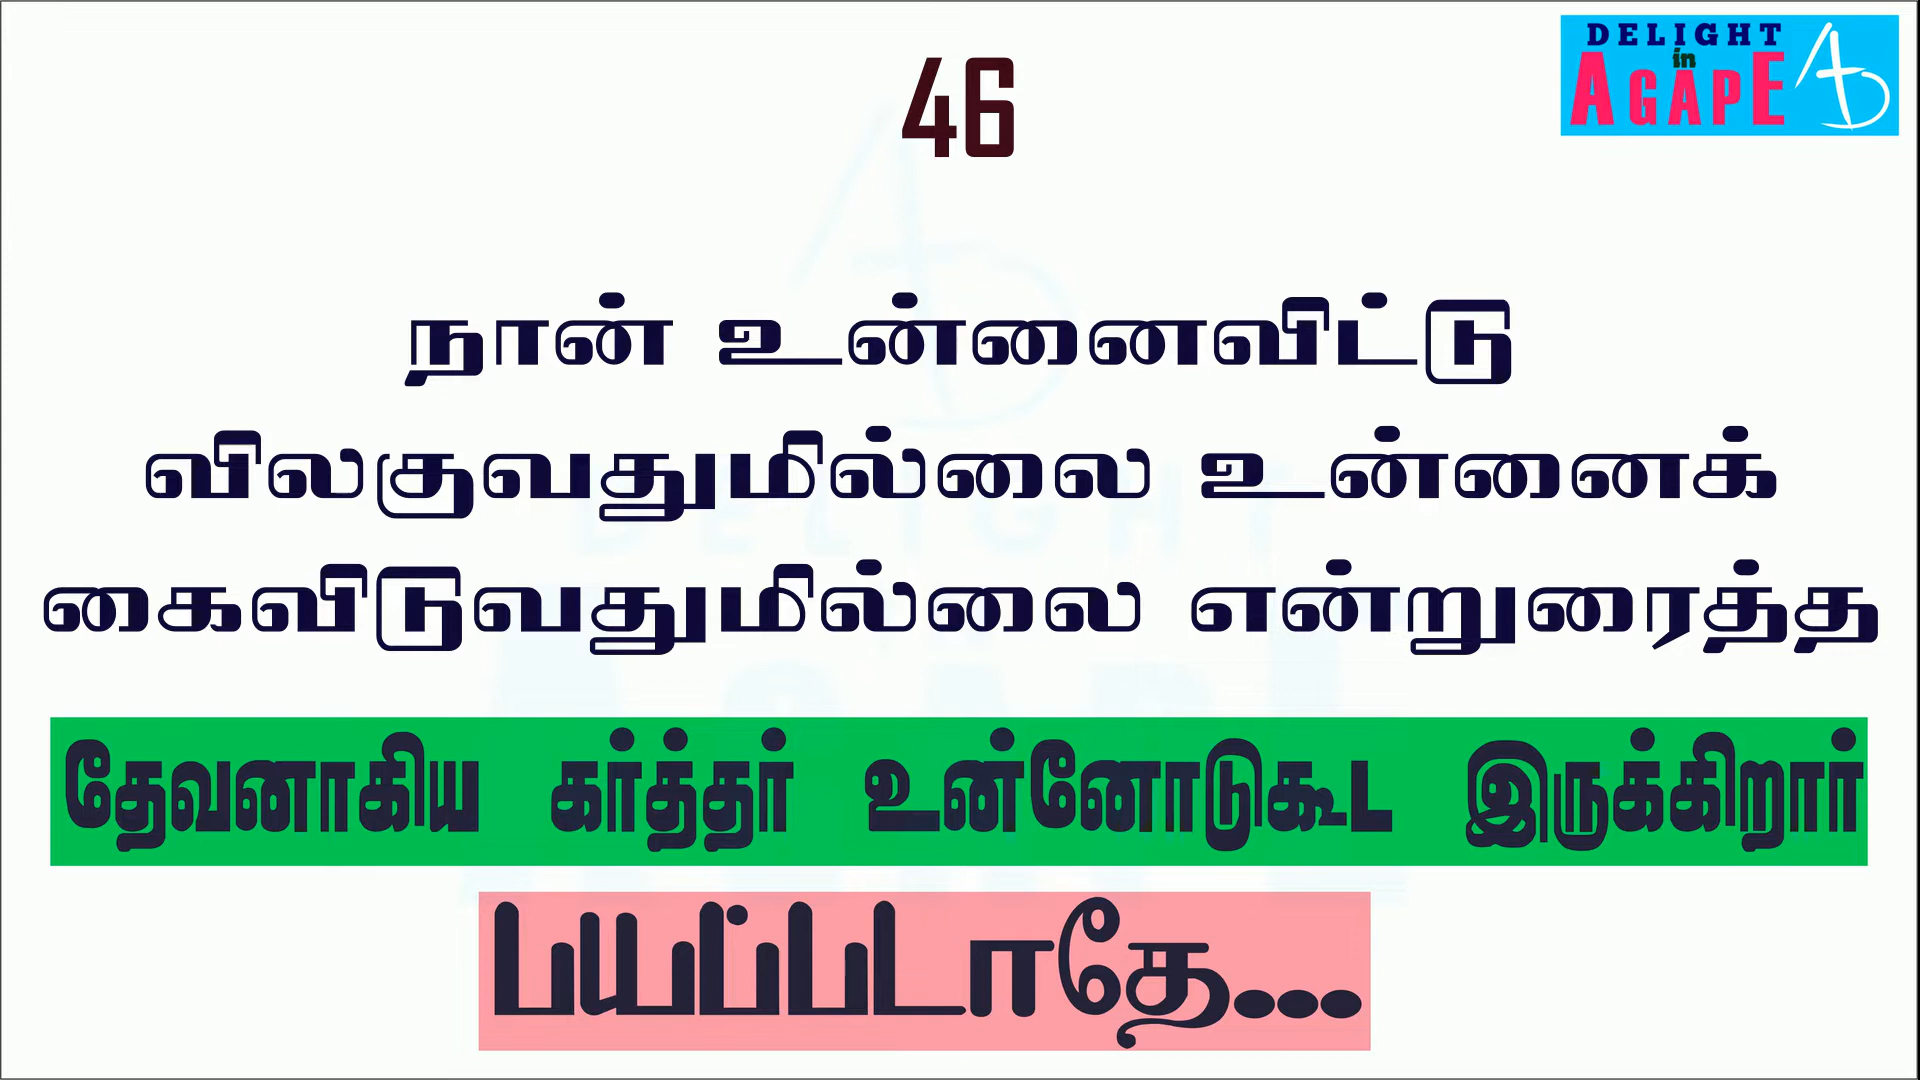 46
DELIGHT
in
AGAPE
நான் உன்னைவிட்டு
விலகுவதுமில்லை உன்னைக்
கைவிடுவதுமில்லை என்றுரைத்த
தேவனாகிய கர்த்தர் உன்னோடுகூட இருக்கிறார்
பயப்படாதே...